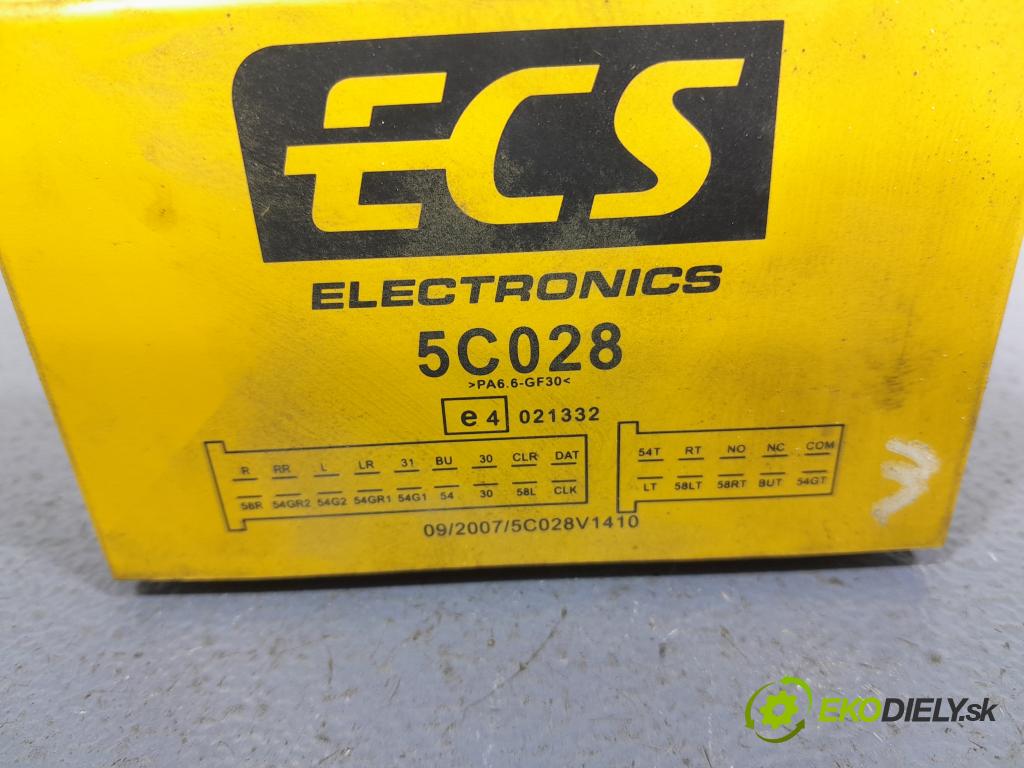 ECS
ELECTRONICS
5C028
>PA6.6-GF30<
e4 021332
R RR L LR 31 BU 30 CLR DAT
58R 54GR2 54G2 54GR1 54G1 54 30 58L CLK
54T RT NO NC COM
LT 58LT 58RT BUT 54GT
09/2007/5C028V1410
EKODIELY.sk